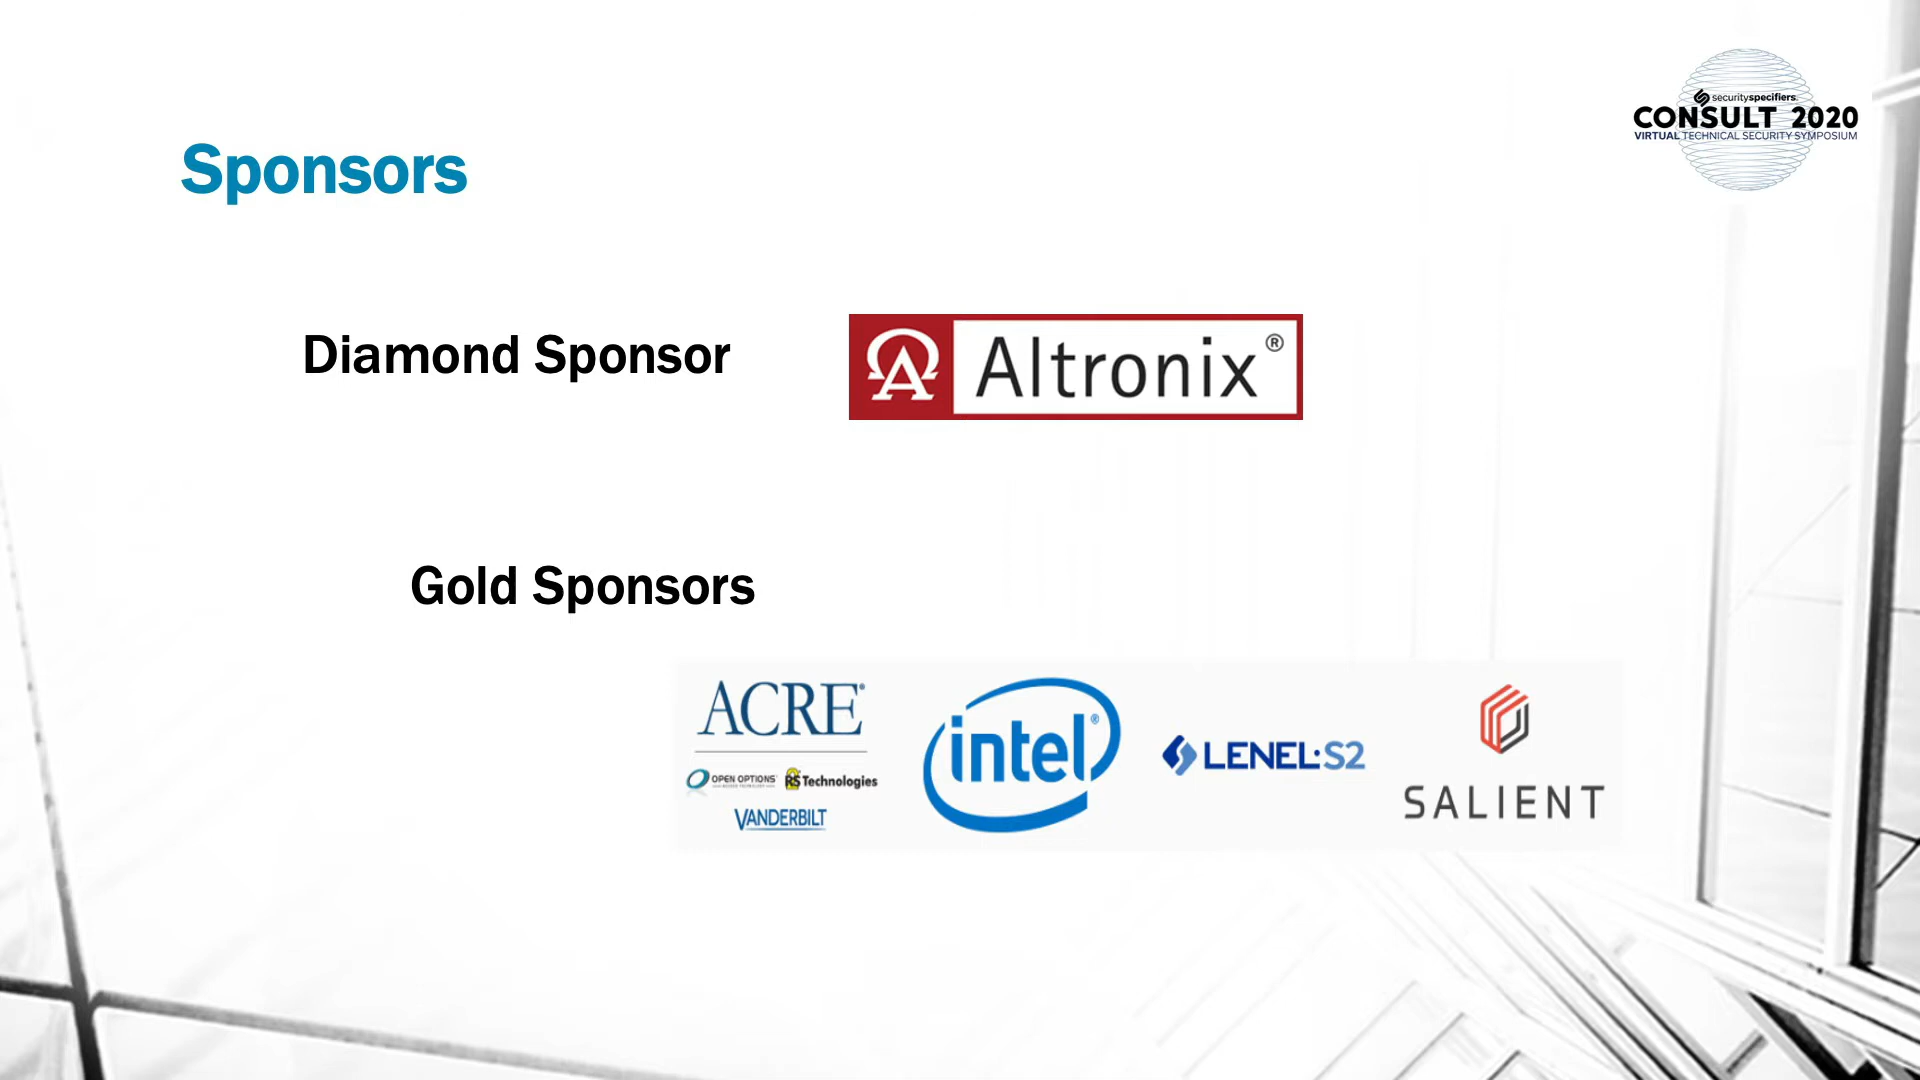 securityspecifiers
CONSULT 2020
VIRTUAL TECHNICAL SECURITY SYMPOSIUM
Sponsors
Diamond Sponsor
Altronix®
Gold Sponsors
ACRE®
OPEN OPTIONS
RS Technologies
VANDERBILT
intel®
LENEL·S2
SALIENT